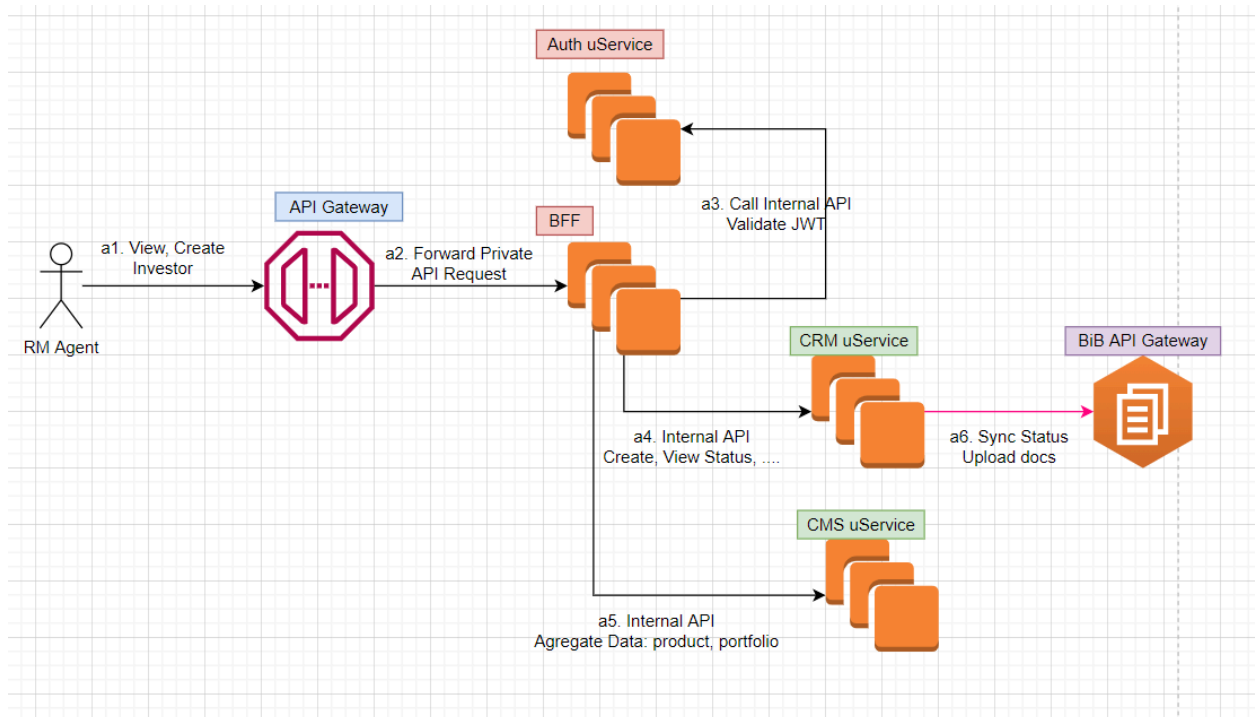 Auth uService
API Gateway
a3. Call Internal API
Validate JWT
BFF
a1. View, Create
Investor
a2. Forward Private
API Request
RM Agent
CRM uService
BiB API Gateway
a4. Internal API
Create, View Status, ....
a6. Sync Status
Upload docs
CMS uService
a5. Internal API
Agregate Data: product, portfolio